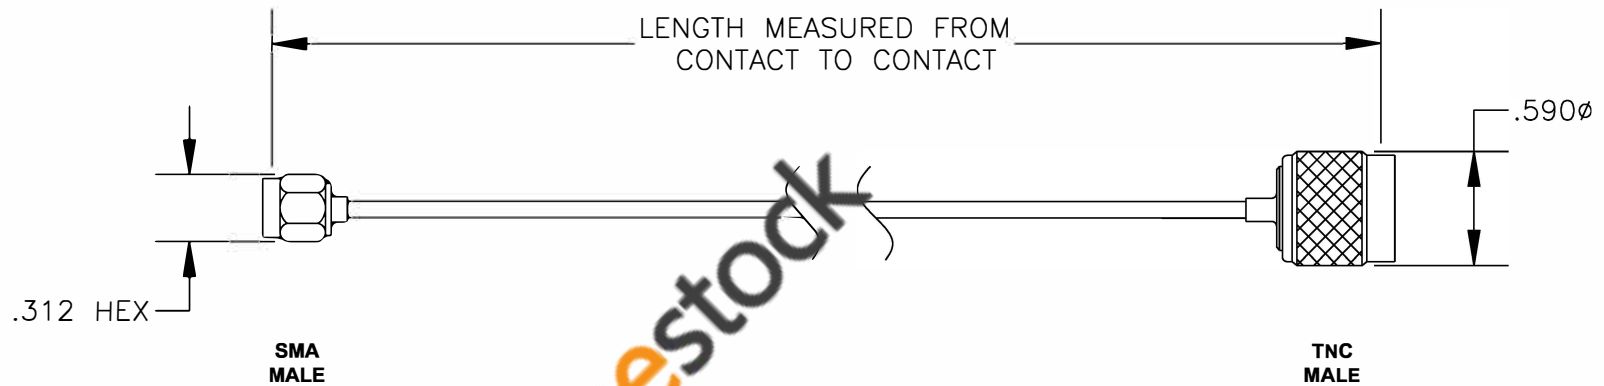 LENGTH MEASURED FROM
CONTACT TO CONTACT
.590ø
.312 HEX
SMA
MALE
TNC
MALE
estock